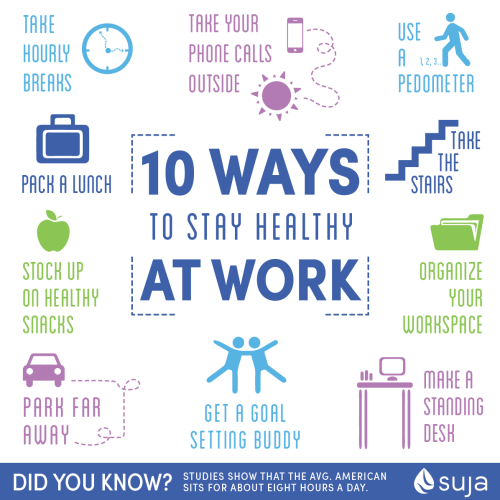 TAKE
HOURLY
BREAKS
TAKE YOUR
PHONE CALLS
OUTSIDE
USE
A 1, 2, 3...
PEDOMETER
PACK A LUNCH
10 WAYS
TO STAY HEALTHY
AT WORK
TAKE
THE
STAIRS
STOCK UP
ON HEALTHY
SNACKS
ORGANIZE
YOUR
WORKSPACE
PARK FAR
AWAY
GET A GOAL
SETTING BUDDY
MAKE A
STANDING
DESK
DID YOU KNOW?
STUDIES SHOW THAT THE AVG. AMERICAN
SITS FOR ABOUT EIGHT HOURS A DAY.
suja